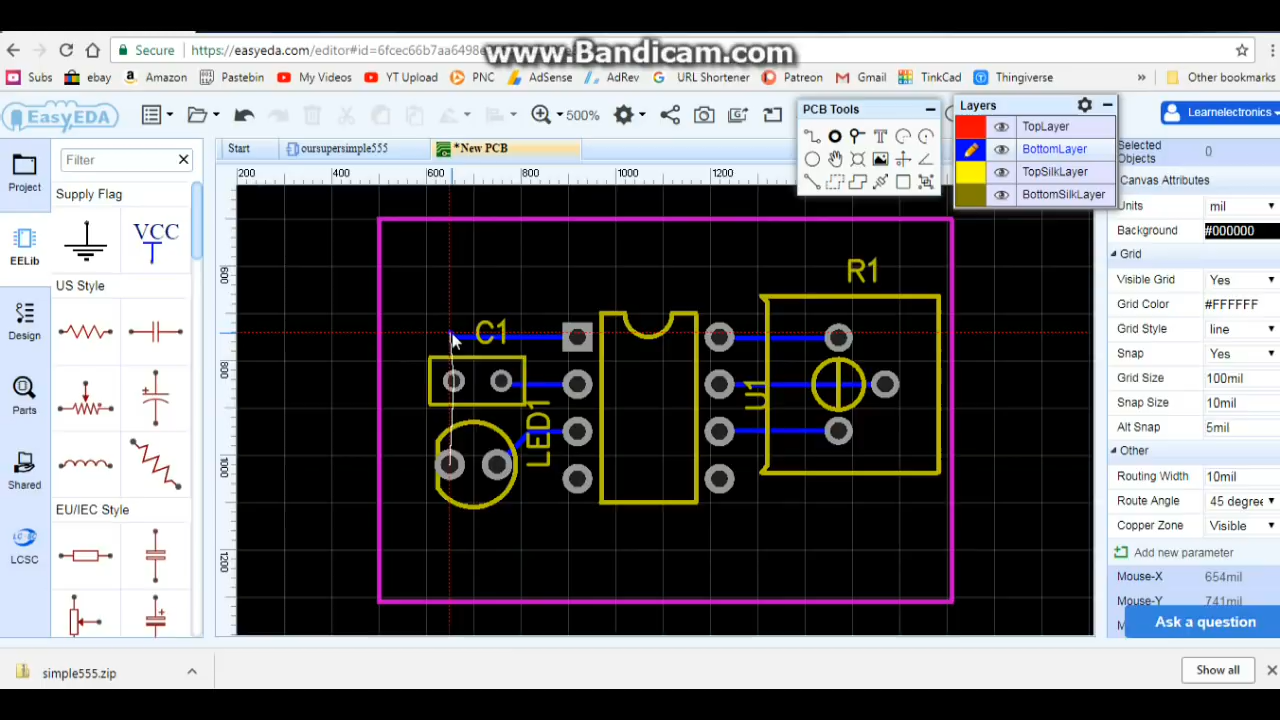 Secure
https://easyeda.com/editor#id=6fcec66b7aa6498e
www.Bandicam.com
Subs
ebay
Amazon
Pastebin
My Videos
YT Upload
PNC
AdSense
AdRev
URL Shortener
Patreon
Gmail
TinkCad
Thingiverse
»
Other bookmarks
EasyEDA
500%
PCB Tools
Layers
TopLayer
BottomLayer
TopSilkLayer
BottomSilkLayer
Learnelectronics
Start
oursupersimple555
*New PCB
Selected
Objects
0
Canvas Attributes
Units
mil
Background
#000000
Grid
Visible Grid
Yes
Grid Color
#FFFFFF
Grid Style
line
Snap
Yes
Grid Size
100mil
Snap Size
10mil
Alt Snap
5mil
Other
Routing Width
10mil
Route Angle
45 degree
Copper Zone
Visible
Add new parameter
Mouse-X
654mil
Mouse-Y
741mil
Ask a question
Project
EELib
Design
Parts
Shared
LCSC
Filter
Supply Flag
VCC
US Style
EU/IEC Style
200
400
600
800
1000
1200
600
800
1000
1200
C1
LED1
U1
R1
simple555.zip
Show all